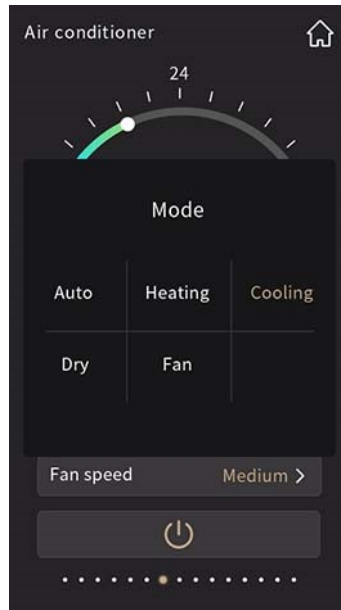 Air conditioner
24
Mode
Auto Heating Cooling
Dry Fan
Fan speed Medium >